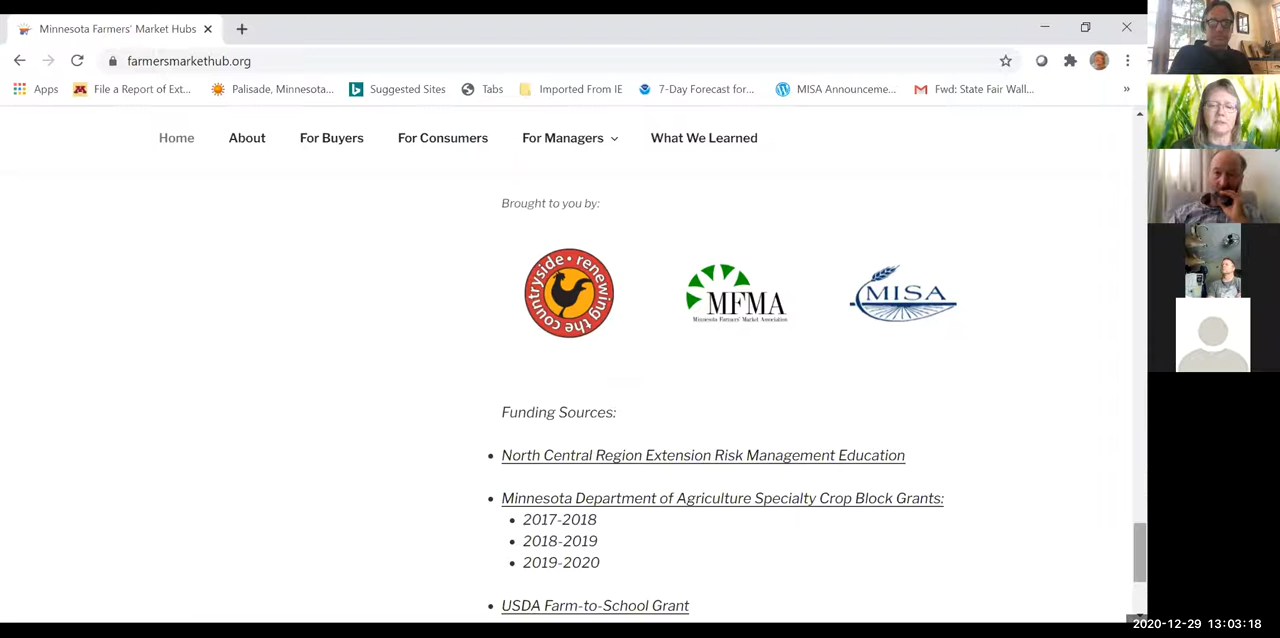 Minnesota Farmers' Market Hubs
farmersmarkethub.org
Apps File a Report of Ext... Palisade, Minnesota... Suggested Sites Tabs Imported From IE 7-Day Forecast for... MISA Announceme... Fwd: State Fair Wall... »
Home About For Buyers For Consumers For Managers What We Learned
Brought to you by:
renewing the countryside
MFMA
Minnesota Farmers' Market Association
MISA
Funding Sources:
• North Central Region Extension Risk Management Education
• Minnesota Department of Agriculture Specialty Crop Block Grants:
• 2017-2018
• 2018-2019
• 2019-2020
• USDA Farm-to-School Grant
2020-12-29 13:03:18